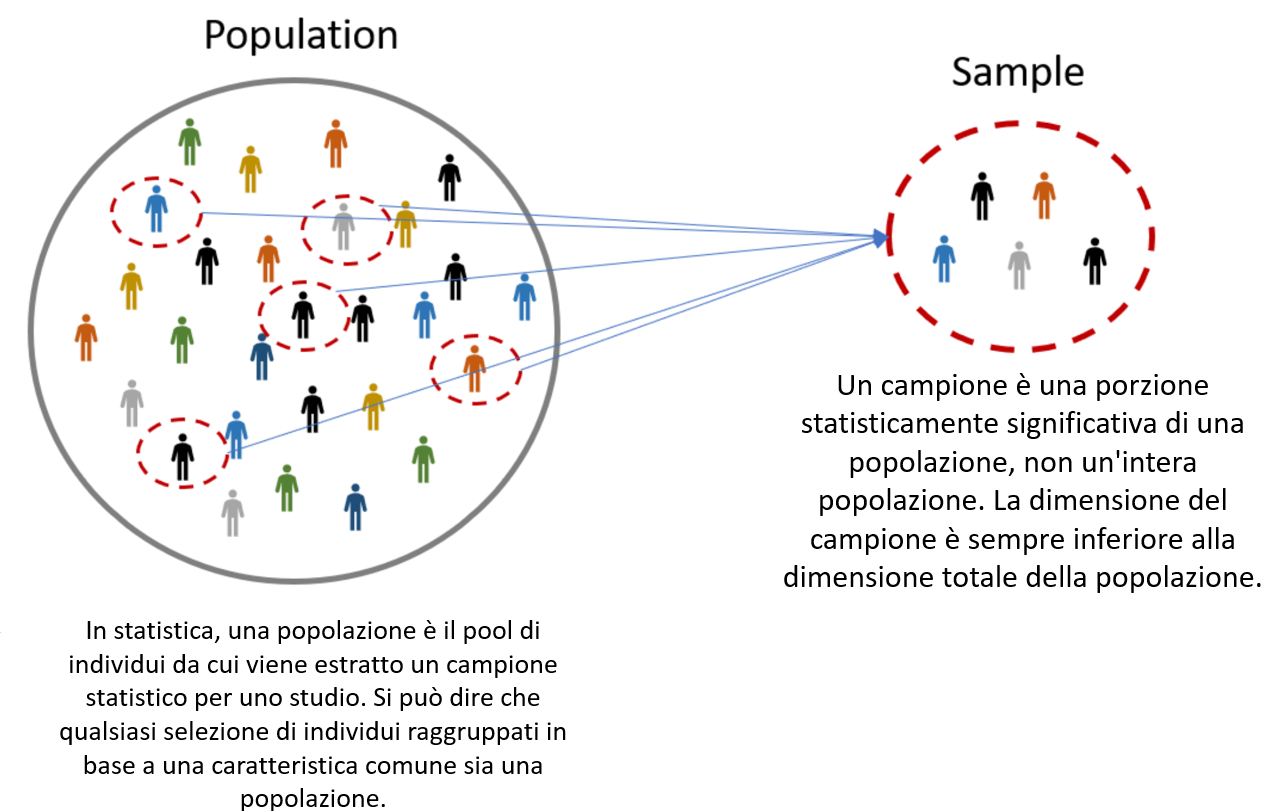 Population
Sample
Un campione è una porzione
statisticamente significativa di una
popolazione, non un'intera
popolazione. La dimensione del
campione è sempre inferiore alla
dimensione totale della popolazione.
In statistica, una popolazione è il pool di
individui da cui viene estratto un campione
statistico per uno studio. Si può dire che
qualsiasi selezione di individui raggruppati in
base a una caratteristica comune sia una
popolazione.